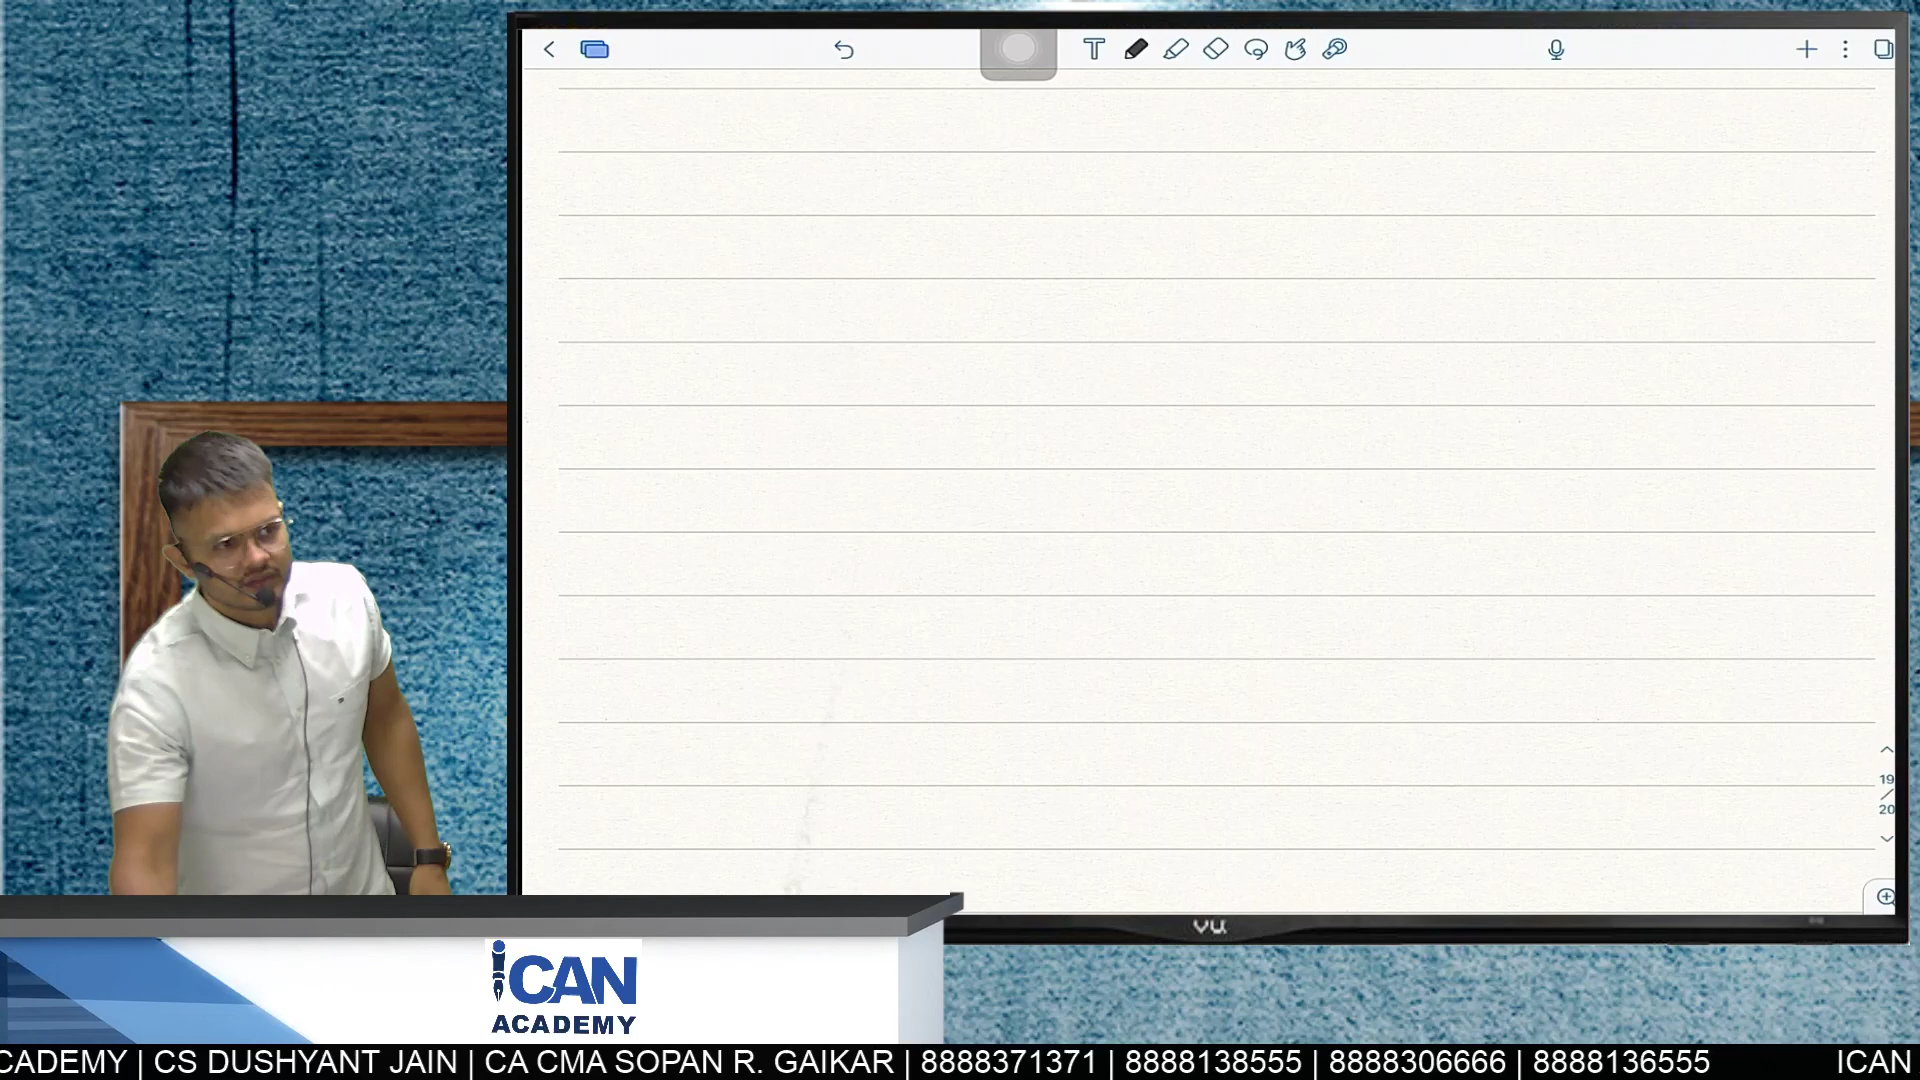 19
20
vu
iCAN
ACADEMY
CADEMY | CS DUSHYANT JAIN | CA CMA SOPAN R. GAIKAR | 8888371371 | 8888138555 | 8888306666 | 8888136555 ICAN